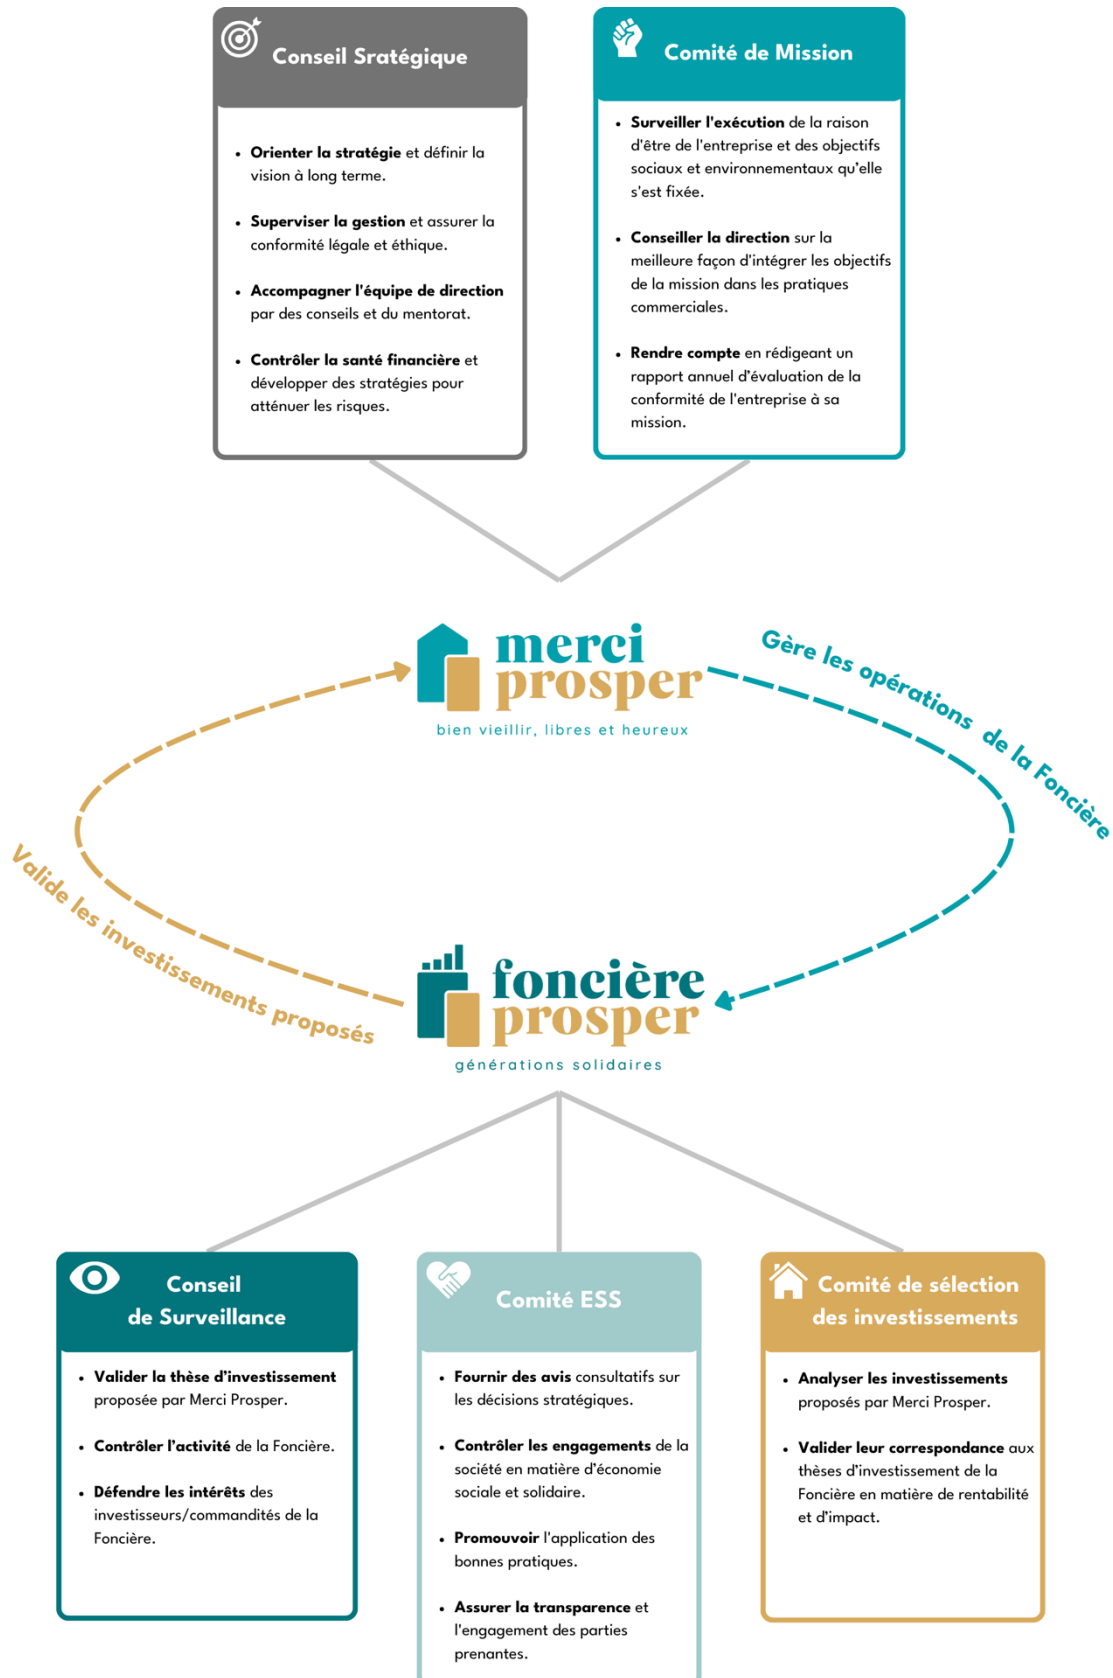 Conseil Sratégique
• Orienter la stratégie et définir la
vision à long terme.
• Superviser la gestion et assurer la
conformité légale et éthique.
• Accompagner l'équipe de direction
par des conseils et du mentorat.
• Contrôler la santé financière et
développer des stratégies pour
atténuer les risques.
Comité de Mission
• Surveiller l'exécution de la raison
d'être de l'entreprise et des objectifs
sociaux et environnementaux qu’elle
s'est fixée.
• Conseiller la direction sur la
meilleure façon d'intégrer les objectifs
de la mission dans les pratiques
commerciales.
• Rendre compte en rédigeant un
rapport annuel d’évaluation de la
conformité de l'entreprise à sa
mission.
merci
prosper
bien vieillir, libres et heureux
Gère les opérations de la Foncière
Valide les investissements proposés
foncière
prosper
générations solidaires
Conseil
de Surveillance
• Valider la thèse d’investissement
proposée par Merci Prosper.
• Contrôler l’activité de la Foncière.
• Défendre les intérêts des
investisseurs/commandités de la
Foncière.
Comité ESS
• Fournir des avis consultatifs sur
les décisions stratégiques.
• Contrôler les engagements de la
société en matière d’économie
sociale et solidaire.
• Promouvoir l'application des
bonnes pratiques.
• Assurer la transparence et
l'engagement des parties
prenantes.
Comité de sélection
des investissements
• Analyser les investissements
proposés par Merci Prosper.
• Valider leur correspondance aux
thèses d’investissement de la
Foncière en matière de rentabilité
et d’impact.